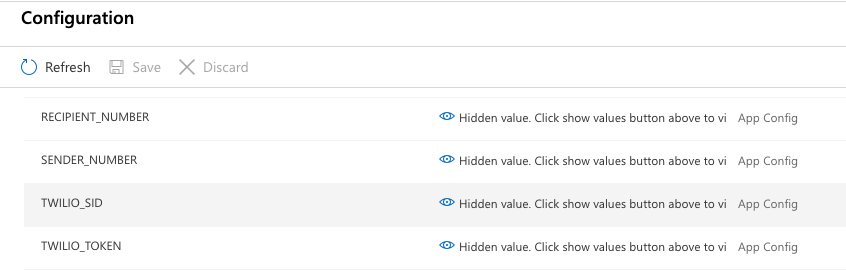 Configuration
Refresh Save Discard
RECIPIENT_NUMBER Hidden value. Click show values button above to vi App Config
SENDER_NUMBER Hidden value. Click show values button above to vi App Config
TWILIO_SID Hidden value. Click show values button above to vi App Config
TWILIO_TOKEN Hidden value. Click show values button above to vi App Config